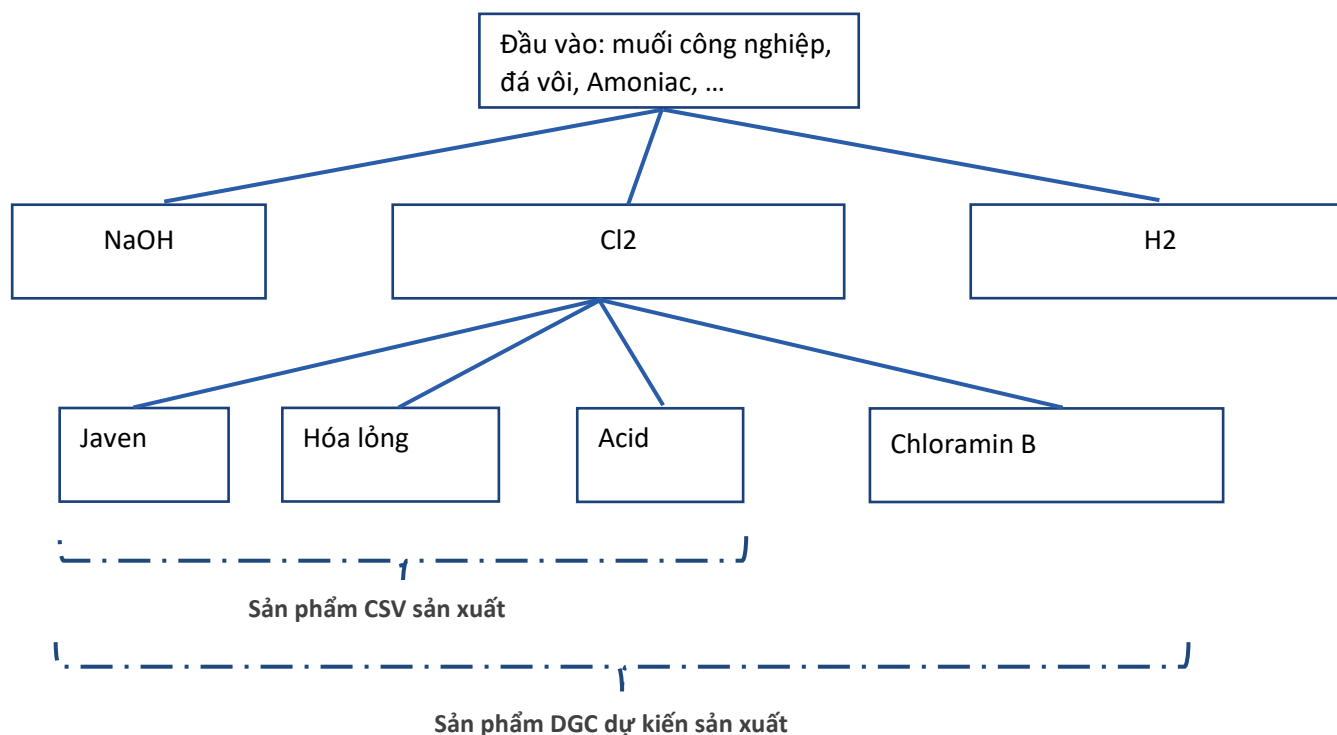 Đầu vào: muối công nghiệp,
đá vôi, Amoniac, ...
NaOH
Cl2
H2
Javen
Hóa lỏng
Acid
Chloramin B
Sản phẩm CSV sản xuất
Sản phẩm DGC dự kiến sản xuất